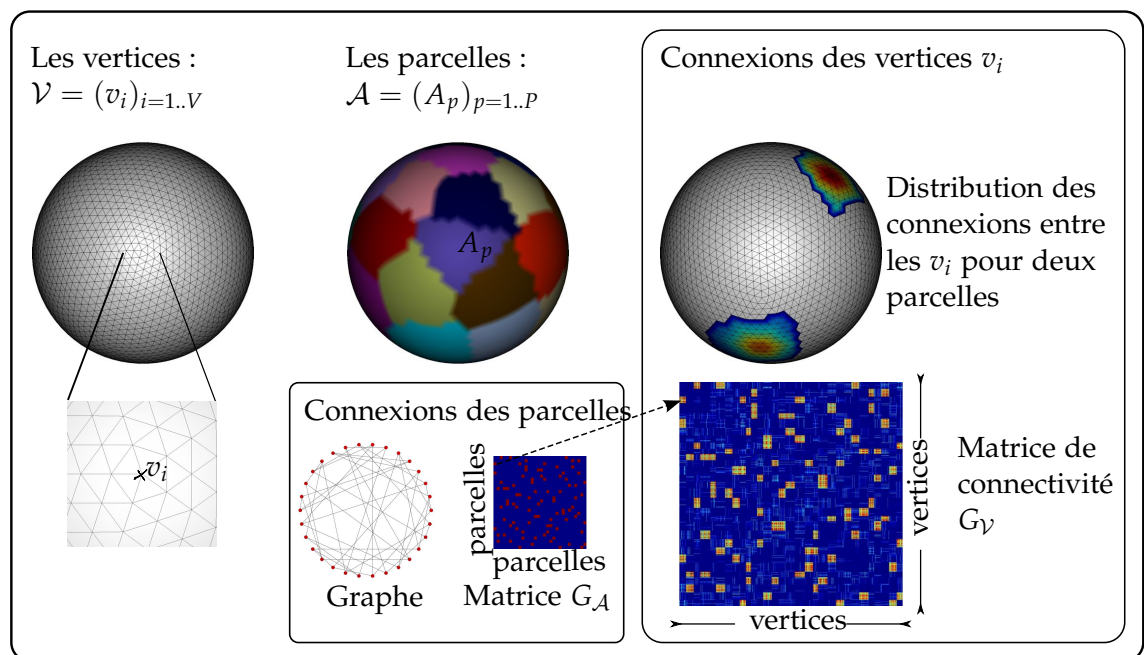 Les vertices :
𝒱 = (v_i)_{i=1..V}
Les parcelles :
𝒜 = (A_p)_{p=1..P}
Connexions des vertices v_i
A_p
Distribution des
connexions entre
les v_i pour deux
parcelles
v_i
Connexions des parcelles
parcelles
parcelles
Graphe
Matrice G_𝒜
vertices
vertices
Matrice de
connectivité
G_𝒱